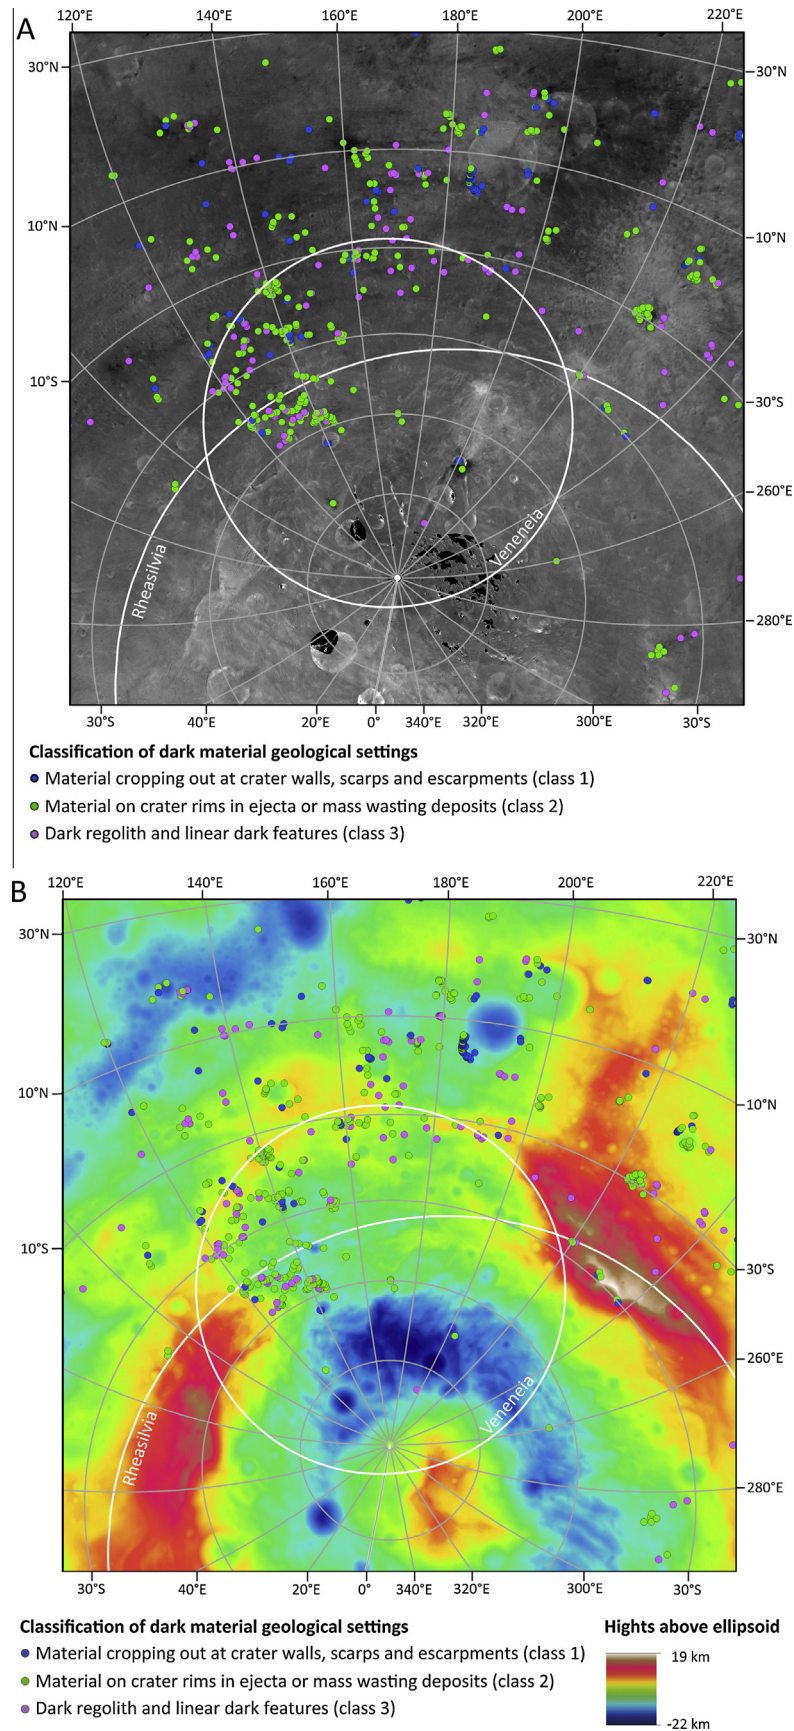 A
120°E 140°E 160°E 180°E 200°E 220°E
30°N 30°N
10°N 10°N
10°S 30°S
260°E
Veneneia
Rheasilvia
280°E
30°S 40°E 20°E 0° 340°E 320°E 300°E 30°S
Classification of dark material geological settings
Material cropping out at crater walls, scarps and escarpments (class 1)
Material on crater rims in ejecta or mass wasting deposits (class 2)
Dark regolith and linear dark features (class 3)
B
120°E 140°E 160°E 180°E 200°E 220°E
30°N 30°N
10°N 10°N
10°S 30°S
260°E
Veneneia
Rheasilvia
280°E
30°S 40°E 20°E 0° 340°E 320°E 300°E 30°S
Classification of dark material geological settings
Material cropping out at crater walls, scarps and escarpments (class 1)
Material on crater rims in ejecta or mass wasting deposits (class 2)
Dark regolith and linear dark features (class 3)
Hights above ellipsoid
19 km
-22 km